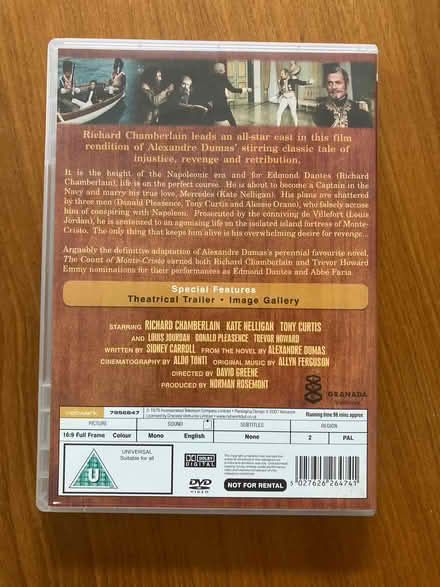 Richard Chamberlain leads an all-star cast in this film
rendition of Alexandre Dumas' stirring classic tale of
injustice, revenge and retribution.
It is the height of the Napoleonic era and for Edmond Dantes (Richard
Chamberlain), life is on the perfect course. He is about to become a Captain in the
Navy and marry his true love, Mercedes (Kate Nelligan). His plans are shattered
by three men (Donald Pleasence, Tony Curtis and Alessio Orano), who falsely accuse
him of conspiring with Napoleon. Prosecuted by the conniving de Villefort (Louis
Jordan), he is sentenced to an agonising life on the isolated island fortress of Monte-
Cristo. The only thing that keeps him alive is his overwhelming desire for revenge...
Arguably the definitive adaptation of Alexandre Dumas's perennial favourite novel,
The Count of Monte-Cristo earned both Richard Chamberlain and Trevor Howard
Emmy nominations for their performances as Edmond Dantes and Abbé Faria.
Special Features
Theatrical Trailer • Image Gallery
STARRING RICHARD CHAMBERLAIN KATE NELLIGAN TONY CURTIS
AND LOUIS JOURDAN DONALD PLEASENCE TREVOR HOWARD
WRITTEN BY SIDNEY CARROLL FROM THE NOVEL BY ALEXANDRE DUMAS
CINEMATOGRAPHY BY ALDO TONTI ORIGINAL MUSIC BY ALLYN FERGUSON
DIRECTED BY DAVID GREENE
PRODUCED BY NORMAN ROSEMONT
GRANADA
Ventures
network 7952647
Running time 98 mins approx
PICTURE SOUND SUBTITLES REGION
16:9 Full Frame Colour Mono English None 2 PAL
U
UNIVERSAL
Suitable for all
DOLBY
DIGITAL
DVD
VIDEO
NOT FOR RENTAL
5 027626 264741